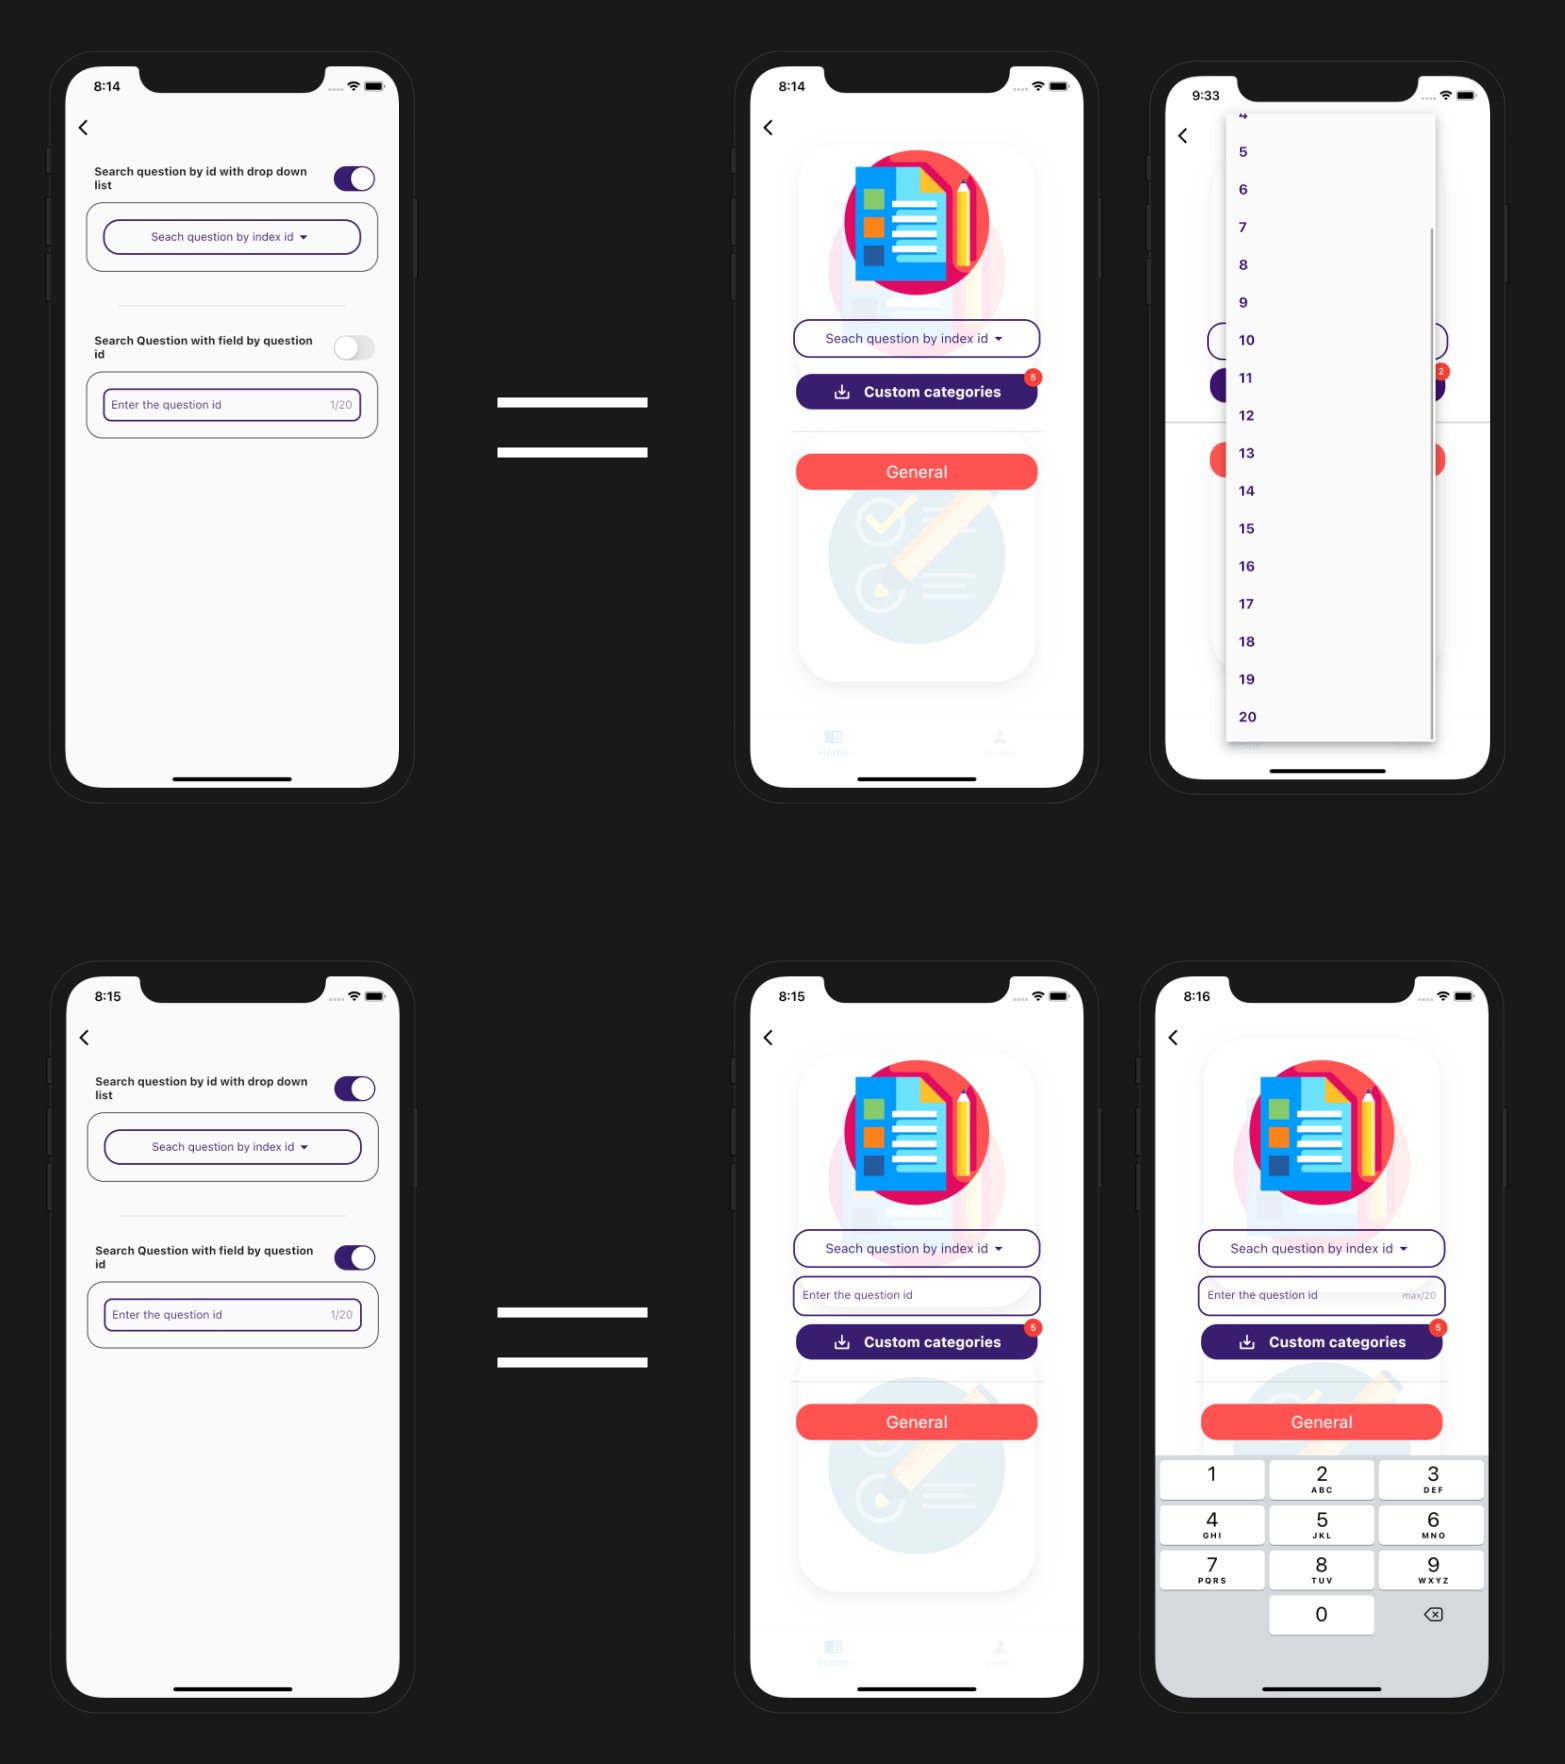 8:14
Search question by id with drop down
list
Seach question by index id
Search Question with field by question
id
Enter the question id 1/20
8:14
Seach question by index id
5
Custom categories
General
Home Profile
9:33
4
5
6
7
8
9
10
2
11
12
13
14
15
16
17
18
19
20
Home
8:15
Search question by id with drop down
list
Seach question by index id
Search Question with field by question
id
Enter the question id 1/20
8:15
Seach question by index id
Enter the question id
5
Custom categories
General
Home Profile
8:16
Seach question by index id
Enter the question id max/20
5
Custom categories
General
1 2 3
ABC DEF
4 5 6
GHI JKL MNO
7 8 9
PQRS TUV WXYZ
0